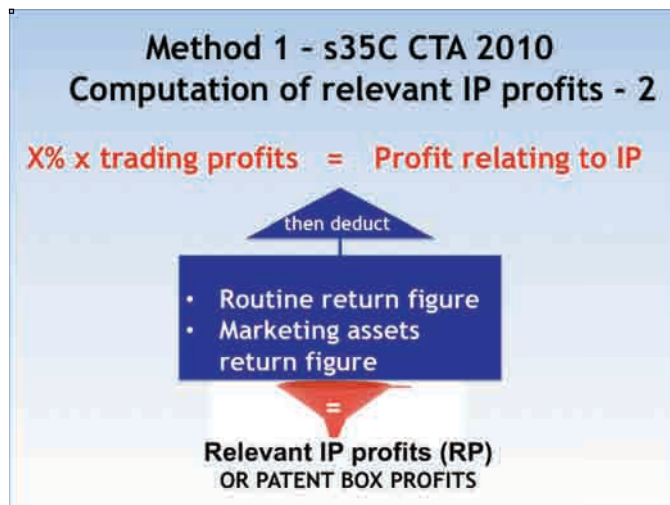 Method 1 – s35C CTA 2010
Computation of relevant IP profits - 2
X% x trading profits = Profit relating to IP
then deduct
• Routine return figure
• Marketing assets
return figure
=
Relevant IP profits (RP)
OR PATENT BOX PROFITS